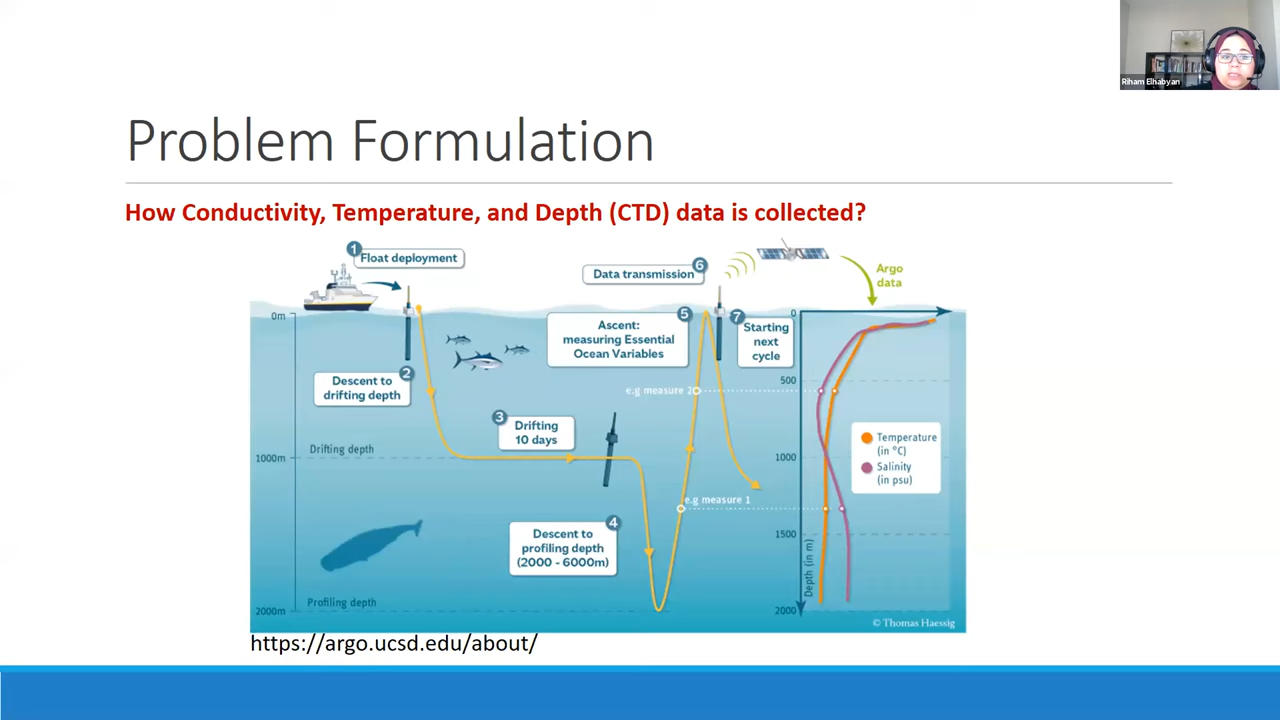 Riham Elhabyan
Problem Formulation
How Conductivity, Temperature, and Depth (CTD) data is collected?
1
Float deployment
Data transmission
6
Argo
data
0m
2
Descent to
drifting depth
3
Drifting
10 days
Drifting depth
1000m
4
Descent to
profiling depth
(2000 - 6000m)
Profiling depth
2000m
5
Ascent:
measuring Essential
Ocean Variables
7
Starting
next
cycle
e.g measure 2
e.g measure 1
0
500
1000
1500
2000
Depth (in m)
Temperature
(in °C)
Salinity
(in psu)
© Thomas Haessig
https://argo.ucsd.edu/about/